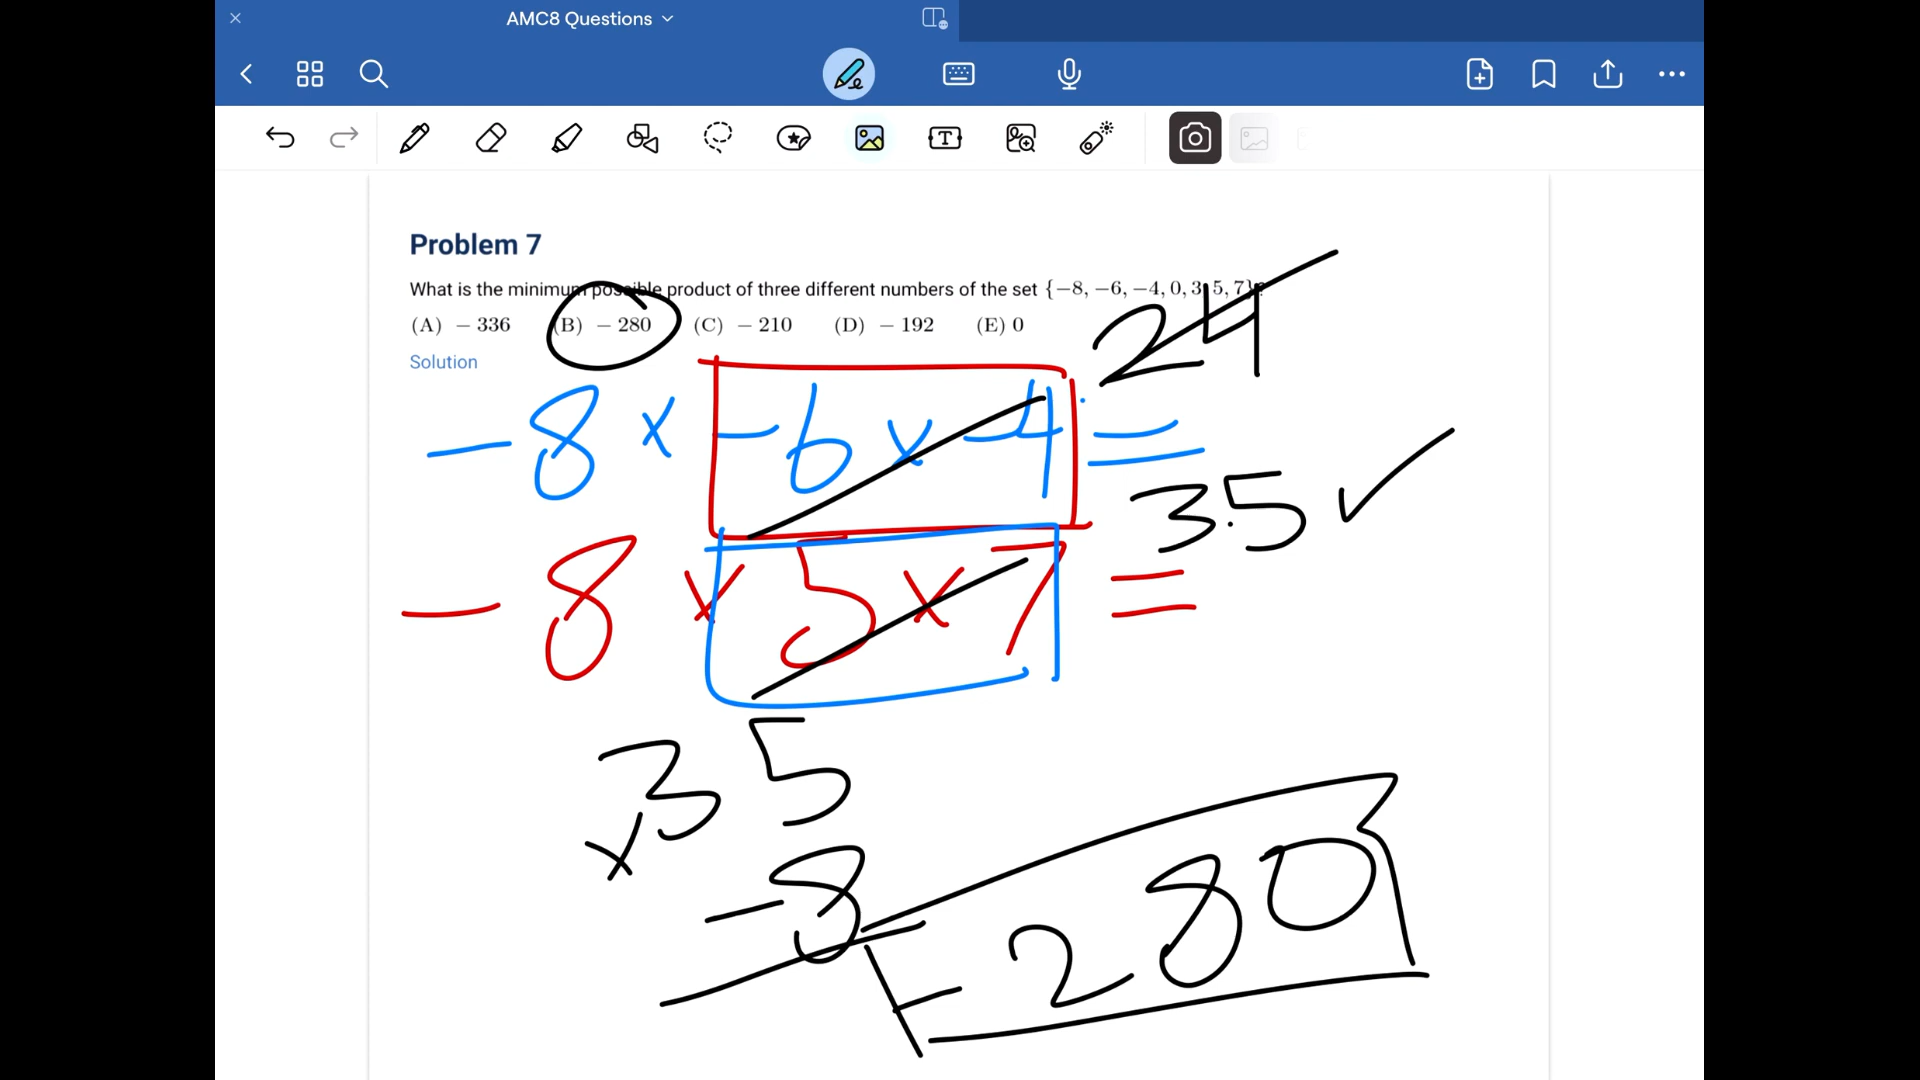 AMC8 Questions
Problem 7
What is the minimum possible product of three different numbers of the set {−8, −6, −4, 0, 3, 5, 7}?
(A) − 336 (B) − 280 (C) − 210 (D) − 192 (E) 0
24
Solution
-8 x -6 x -4 =
35 ✓
-8 x 5 x 7 =
35
x -8
-280